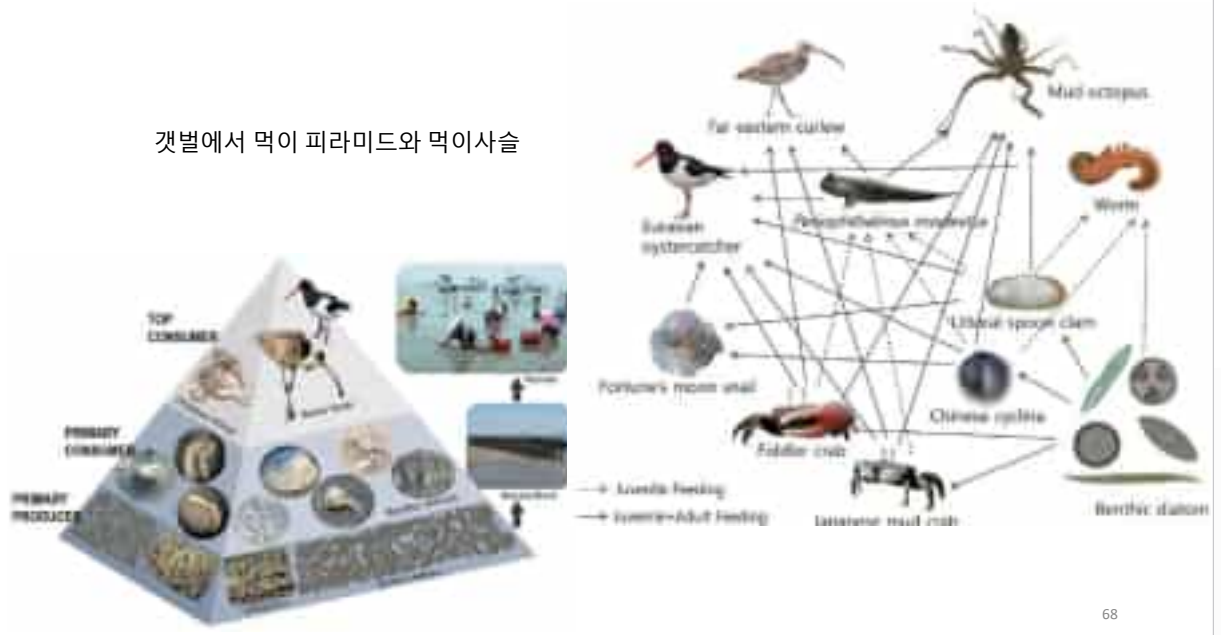 갯벌에서 먹이 피라미드와 먹이사슬
TOP
CONSUMER
PRIMARY
CONSUMER
PRIMARY
PRODUCER
Far eastern curlew
Mud octopus
Eurasian
oystercatcher
Periophthalmus modestus
Worm
Littoral spoon clam
Fortune's moon snail
Chinese cyclina
Fiddler crab
Japanese mud crab
Benthic diatom
Juvenile Feeding
Juvenile-Adult Feeding
68